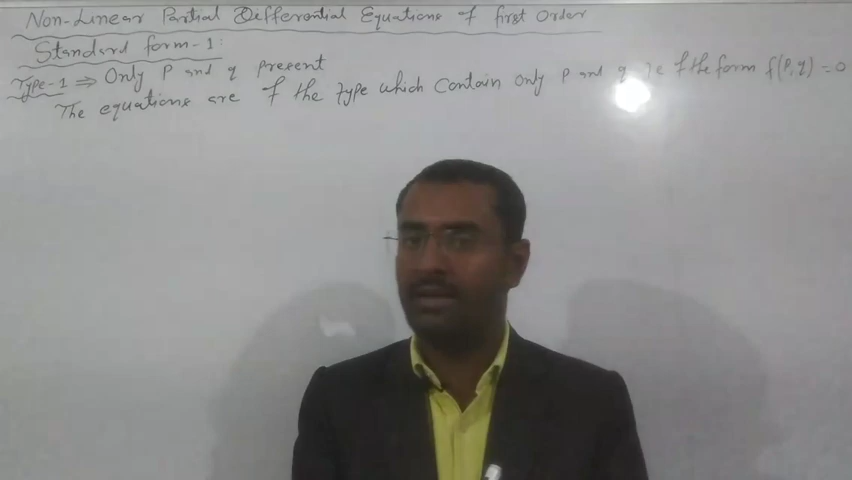 Non-Linear Partial Differential Equations of first Order
Standard form-1:
Type-1 ⇒ Only P and q present
The equations are of the type which contain only p and q i.e of the form f(p,q) = 0